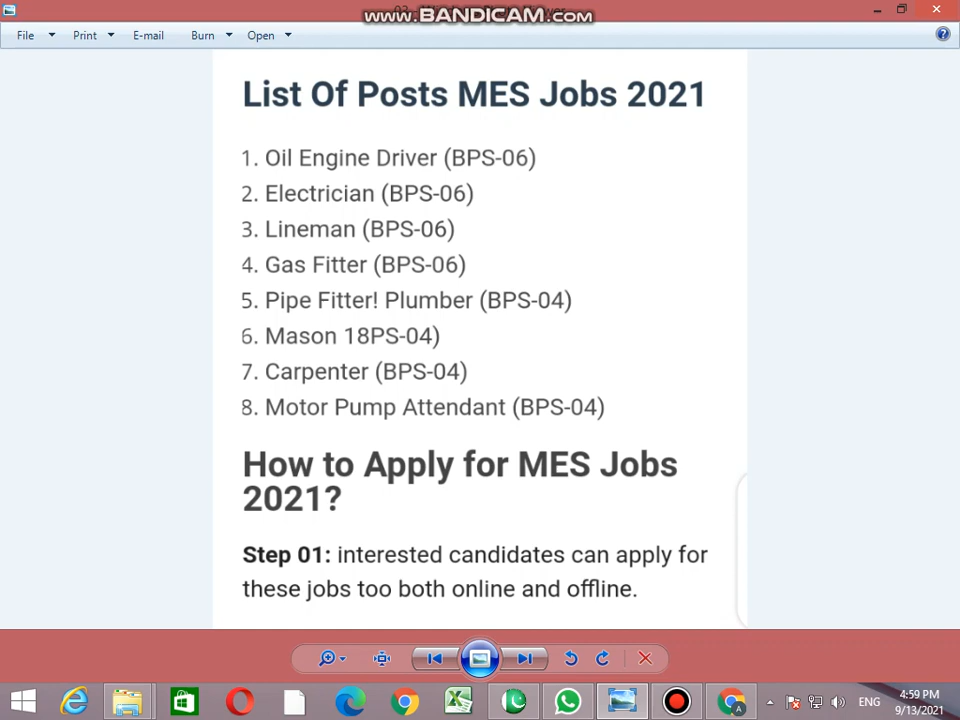 www.BANDICAM.com
File Print E-mail Burn Open
List Of Posts MES Jobs 2021
1. Oil Engine Driver (BPS-06)
2. Electrician (BPS-06)
3. Lineman (BPS-06)
4. Gas Fitter (BPS-06)
5. Pipe Fitter! Plumber (BPS-04)
6. Mason 18PS-04)
7. Carpenter (BPS-04)
8. Motor Pump Attendant (BPS-04)
How to Apply for MES Jobs
2021?
Step 01: interested candidates can apply for
these jobs too both online and offline.
ENG
4:59 PM
9/13/2021